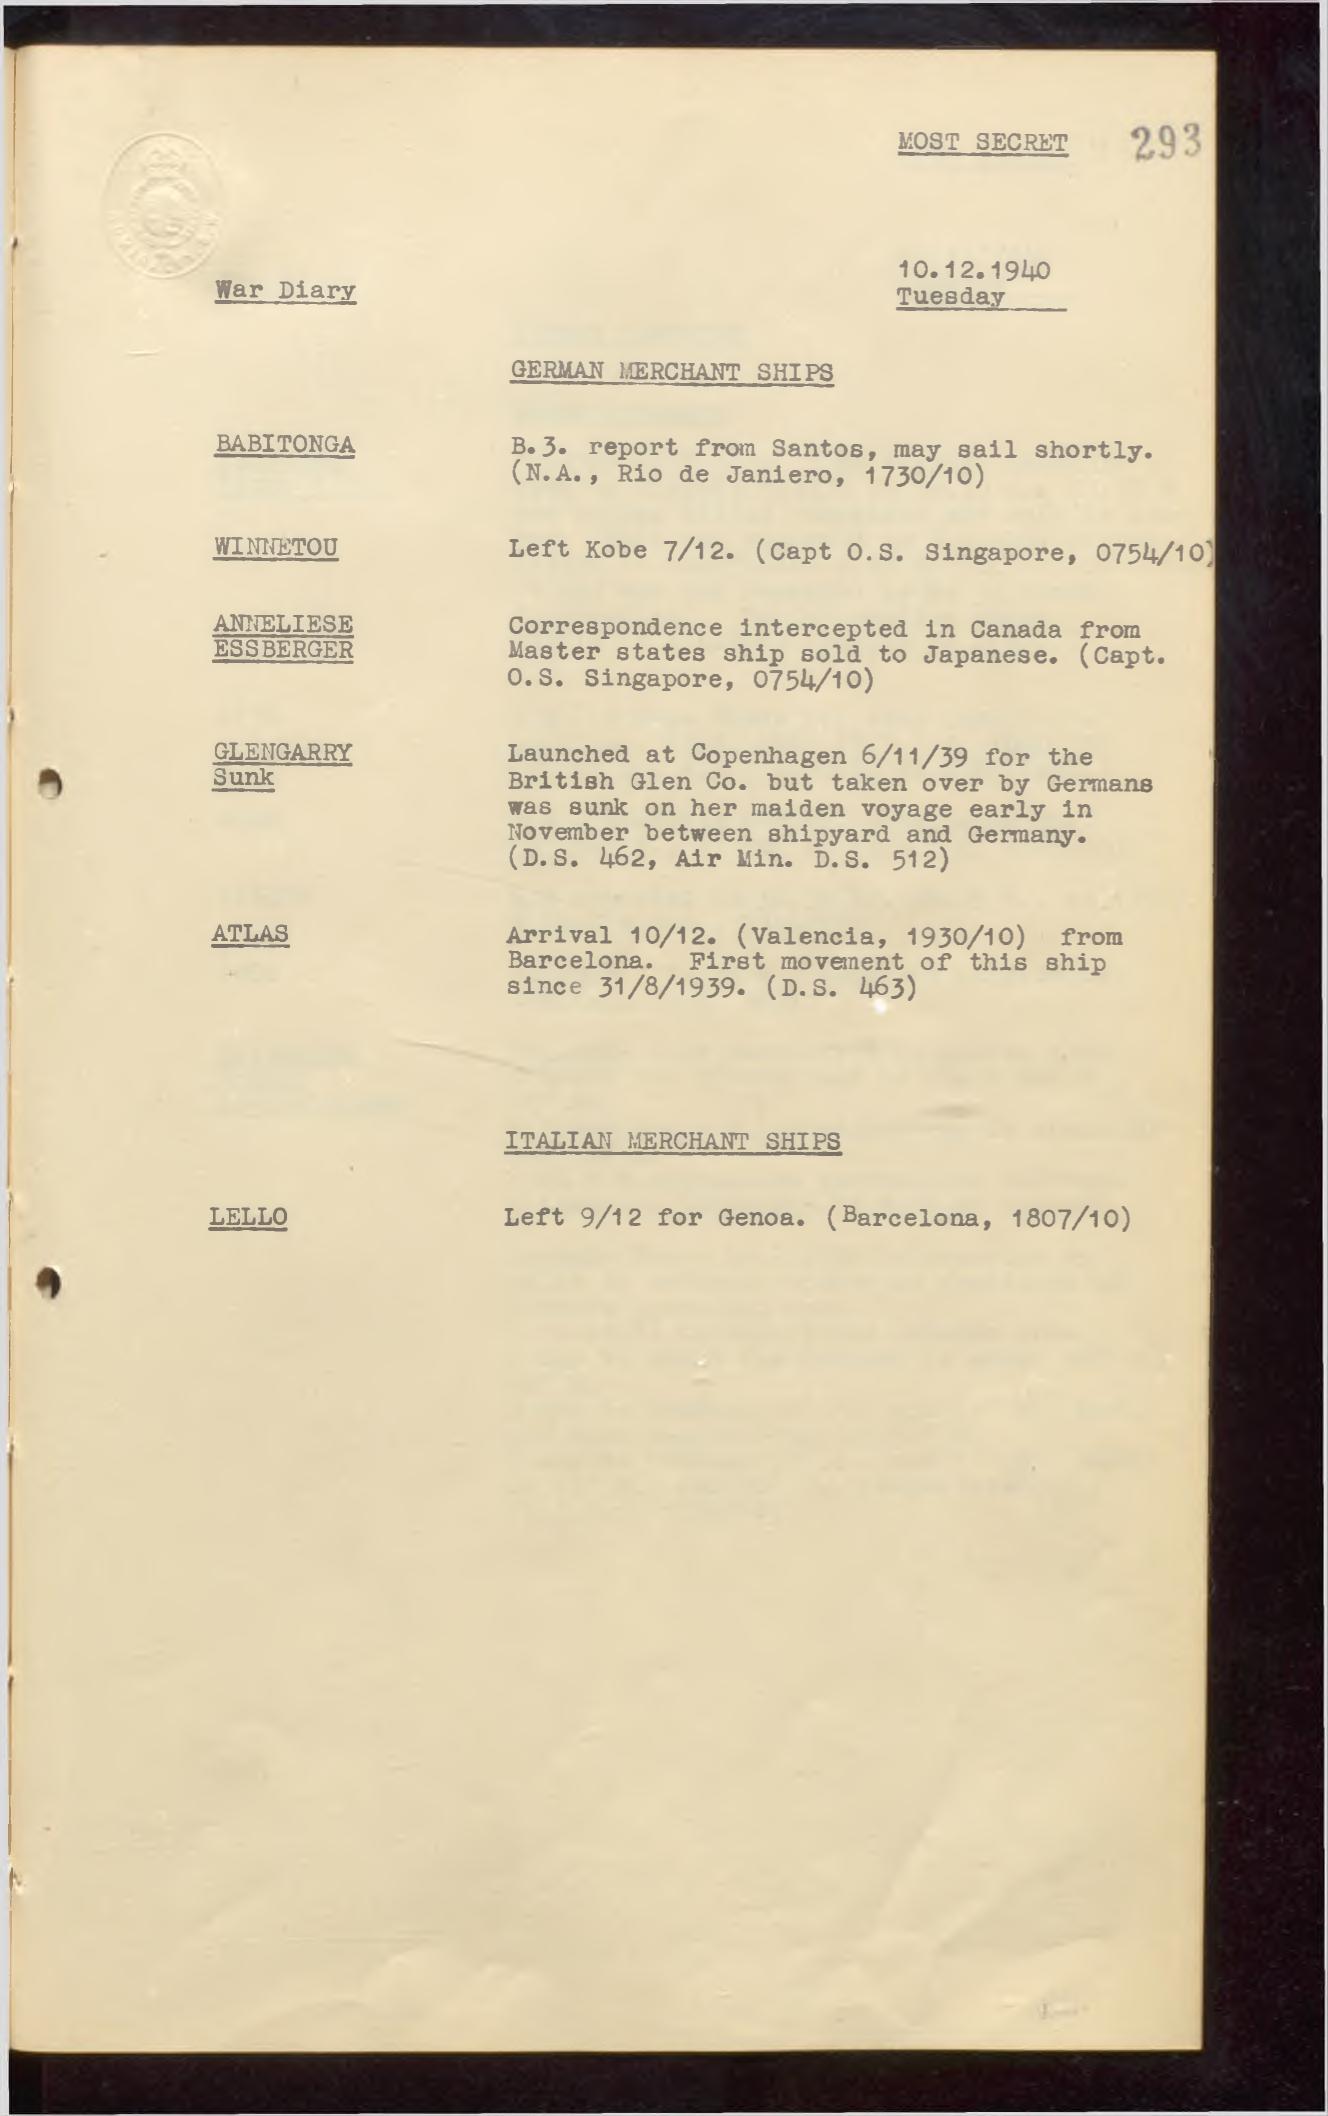 MOST SECRET 293
10.12.1940
War Diary
Tuesday
GERMAN MERCHANT SHIPS
BABITONGA B.3. report from Santos, may sail shortly.
(N.A., Rio de Janiero, 1730/10)
WINNETOU Left Kobe 7/12. (Capt O.S. Singapore, 0754/10)
ANNELIESE Correspondence intercepted in Canada from
ESSBERGER Master states ship sold to Japanese. (Capt.
O.S. Singapore, 0754/10)
GLENGARRY Launched at Copenhagen 6/11/39 for the
Sunk British Glen Co. but taken over by Germans
was sunk on her maiden voyage early in
November between shipyard and Germany.
(D.S. 462, Air Min. D.S. 512)
ATLAS Arrival 10/12. (Valencia, 1930/10) from
Barcelona. First movement of this ship
since 31/8/1939. (D.S. 463)
ITALIAN MERCHANT SHIPS
LELLO Left 9/12 for Genoa. (Barcelona, 1807/10)